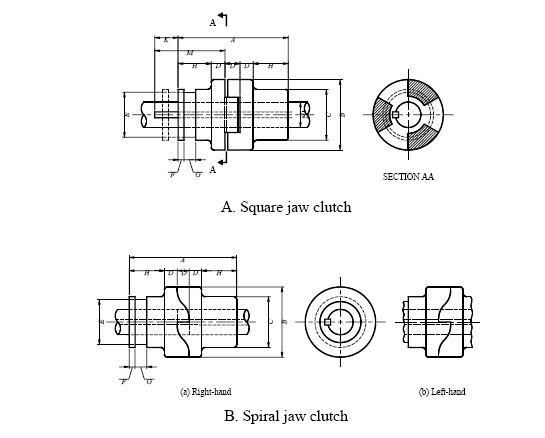 A
K A
M
H D D D H
E C B
F G A
SECTION AA
A. Square jaw clutch
A
H D D D H
E C B
F G
(a) Right-hand (b) Left-hand
B. Spiral jaw clutch